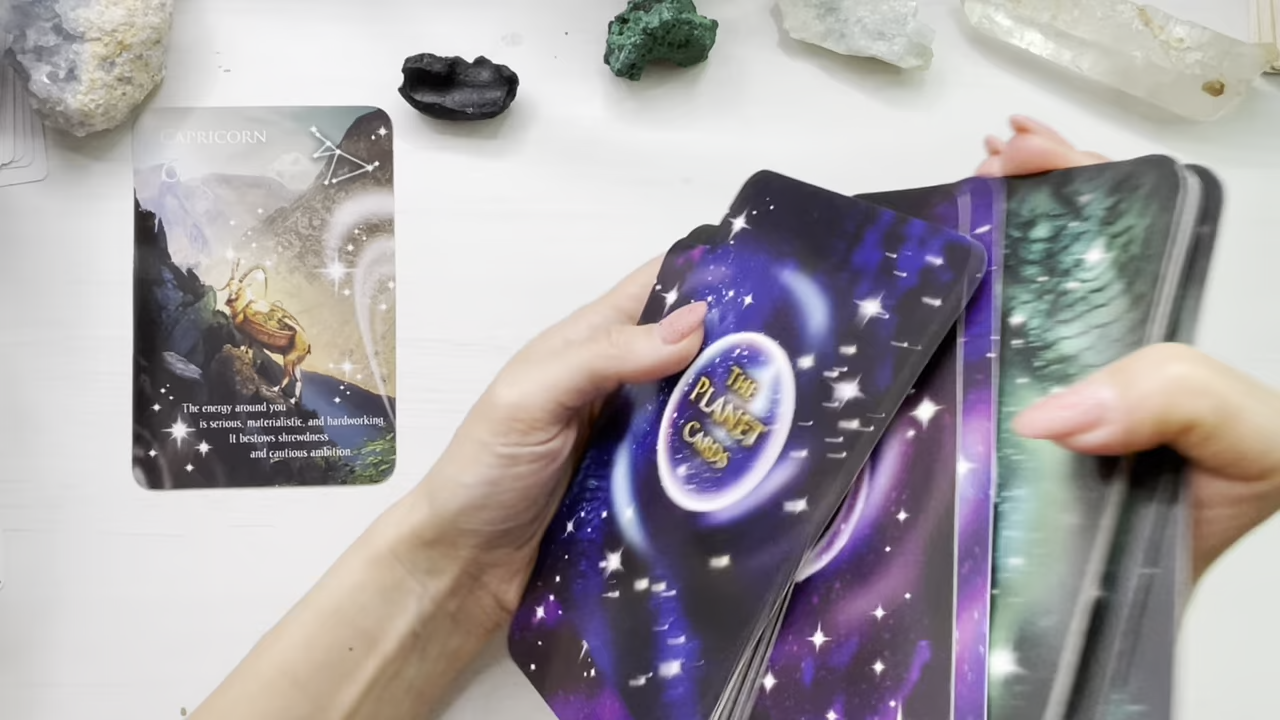 CAPRICORN
The energy around you
is serious, materialistic, and hardworking.
It bestows shrewdness
and cautious ambition.
THE
PLANET
CARDS